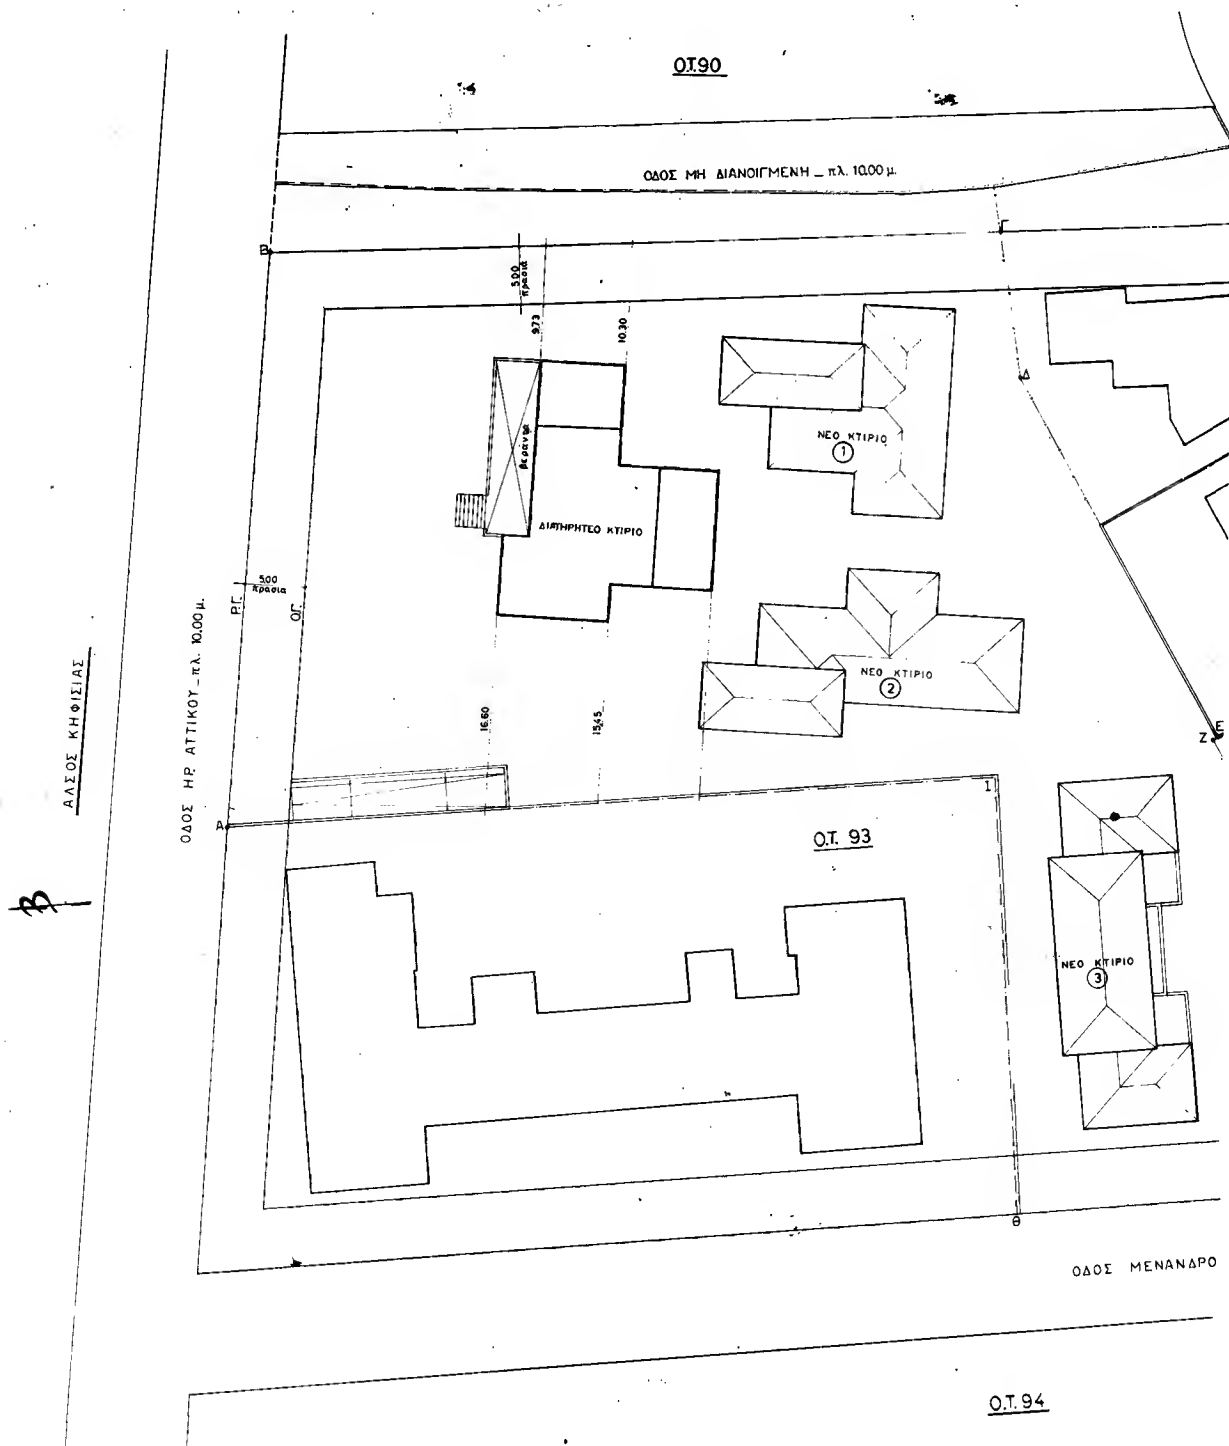 Ο.Τ.90
ΟΔΟΣ ΜΗ ΔΙΑΝΟΙΓΜΕΝΗ _ πλ. 10.00 μ.
Β
Γ
5.00
πρασιά
9.73
10.30
Δ
βεράντα
ΝΕΟ ΚΤΙΡΙΟ
1
ΔΙΑΤΗΡΗΤΕΟ ΚΤΙΡΙΟ
5.00
πρασιά
Ρ.Γ.
Ο.Γ.
ΟΔΟΣ ΗΡ. ΑΤΤΙΚΟΥ _ πλ. 10.00 μ.
ΑΛΣΟΣ ΚΗΦΙΣΙΑΣ
ΝΕΟ ΚΤΙΡΙΟ
2
16.60
15.45
Ε
Ζ
Ι
Α
Ο.Τ. 93
Β
ΝΕΟ ΚΤΙΡΙΟ
3
Θ
ΟΔΟΣ ΜΕΝΑΝΔΡΟ
Ο.Τ. 94